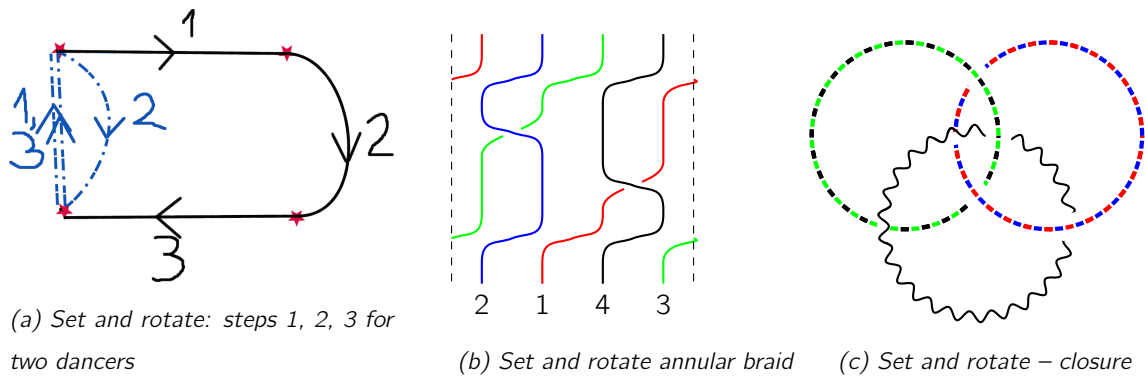 1
2
3
1,
3
2
2 1 4 3
(a) Set and rotate: steps 1, 2, 3 for
two dancers
(b) Set and rotate annular braid
(c) Set and rotate – closure